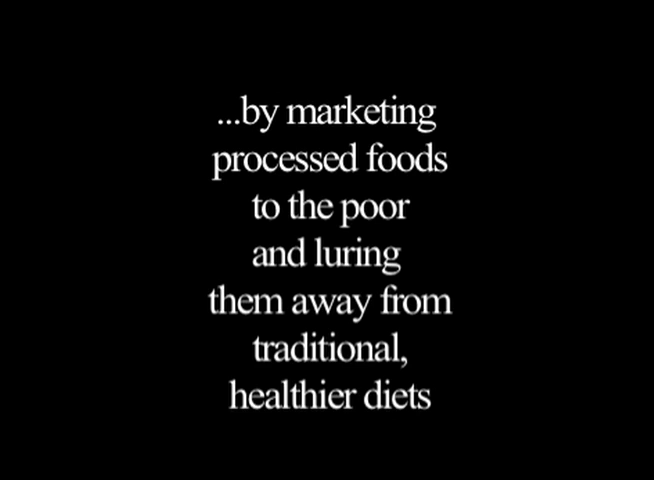 ...by marketing
processed foods
to the poor
and luring
them away from
traditional,
healthier diets